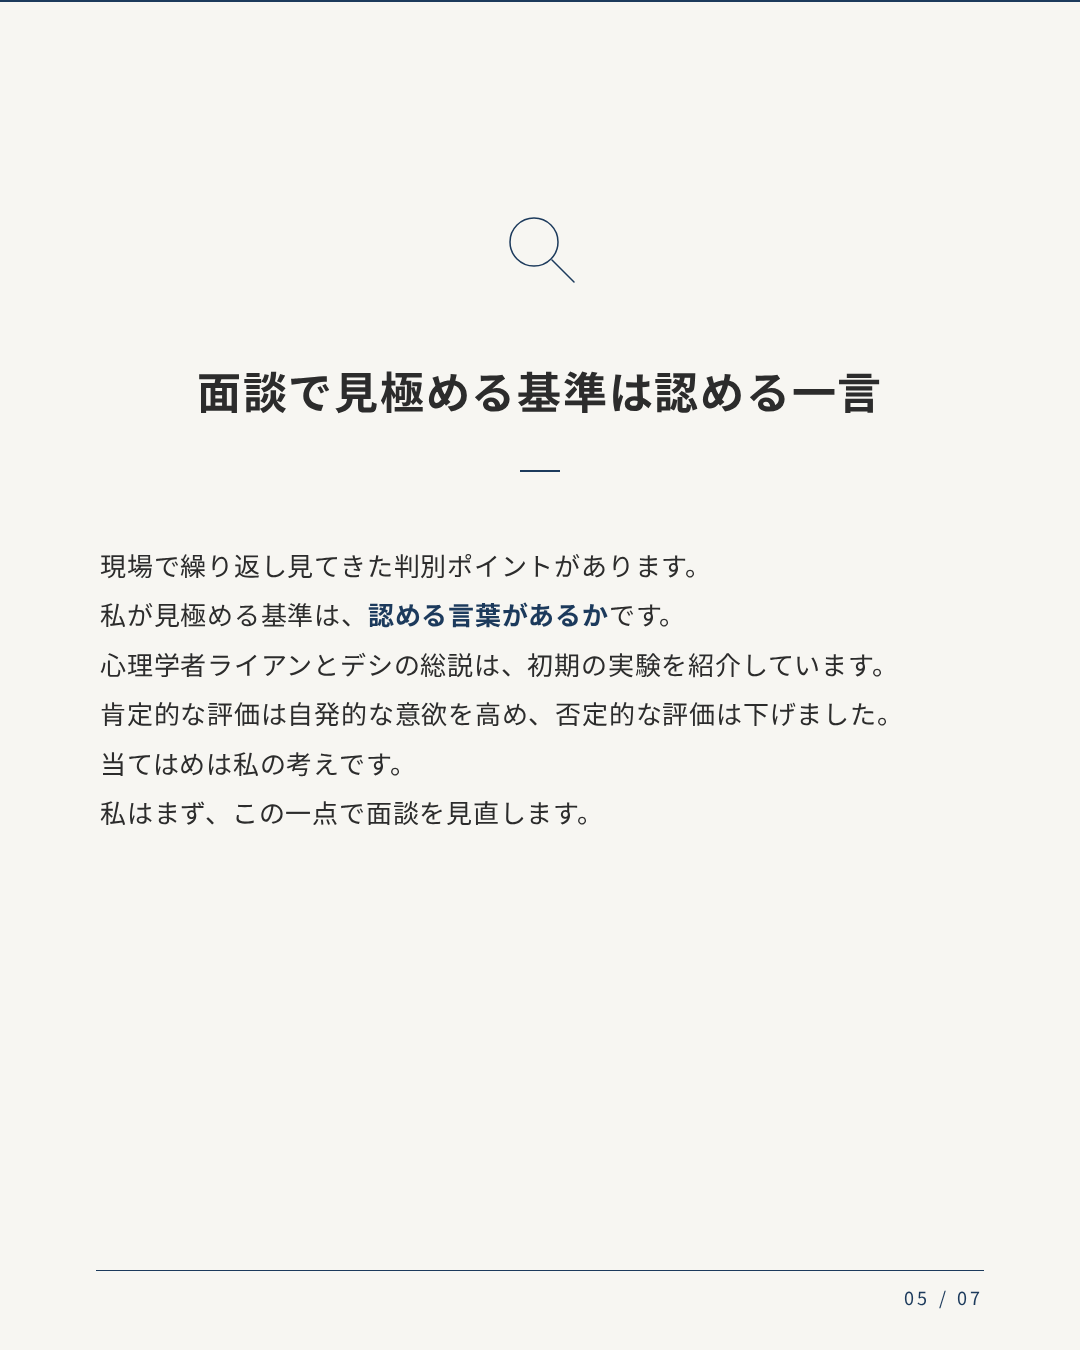 面談で見極める基準は認める一言
現場で繰り返し見てきた判別ポイントがあります。
私が見極める基準は、認める言葉があるかです。
心理学者ライアンとデシの総説は、初期の実験を紹介しています。
肯定的な評価は自発的な意欲を高め、否定的な評価は下げました。
当てはめは私の考えです。
私はまず、この一点で面談を見直します。
05 / 07